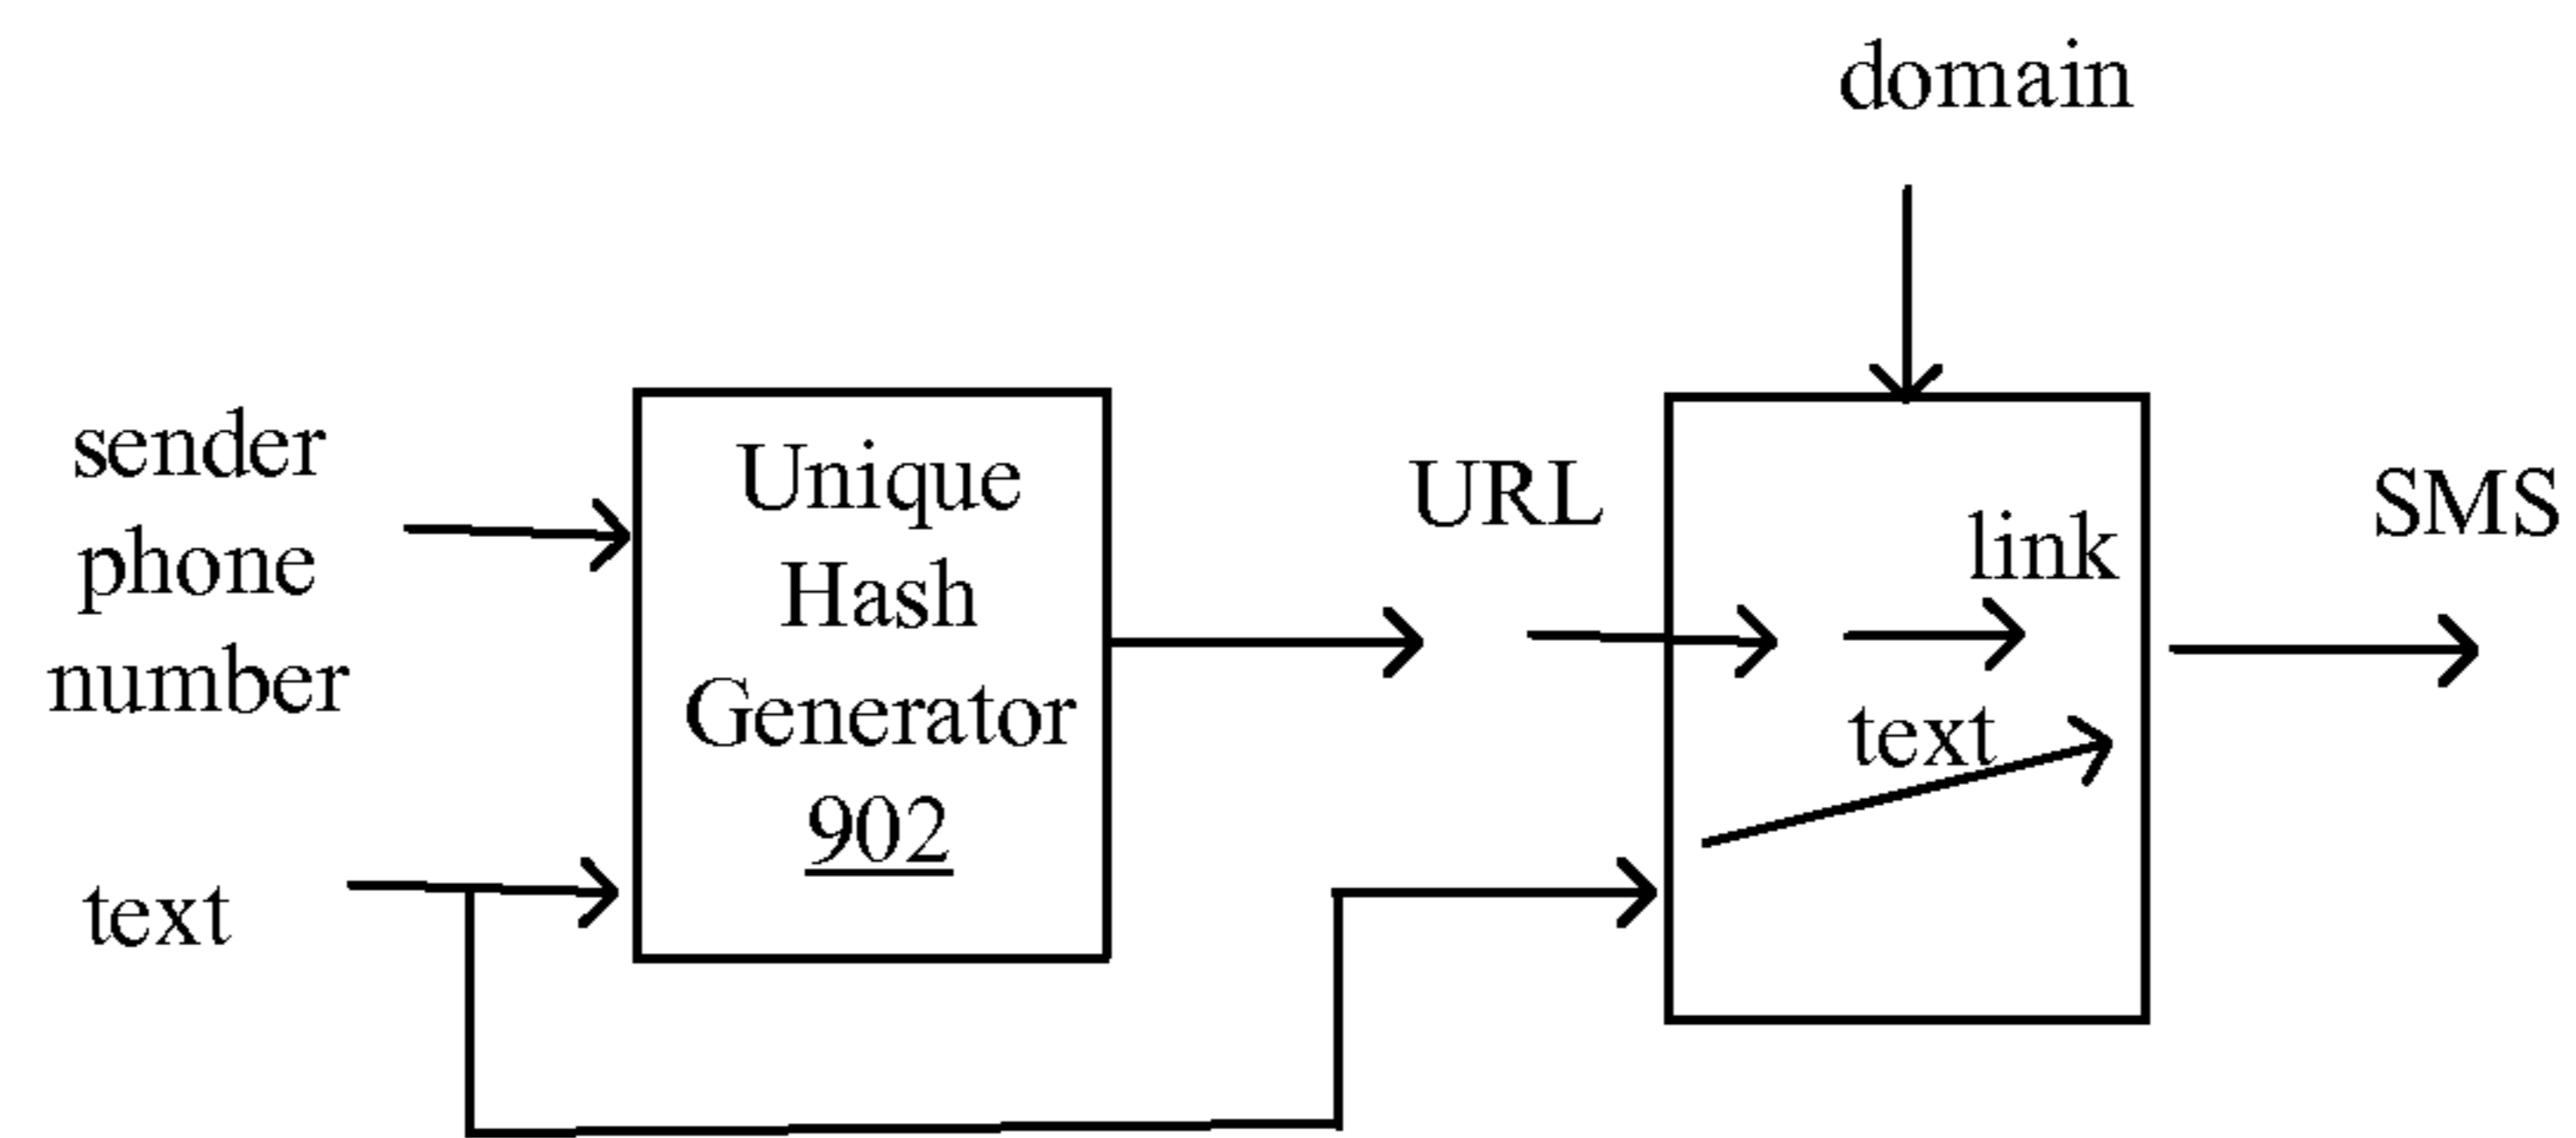 domain
sender
phone
number
text
Unique
Hash
Generator
902
URL
link
text
SMS